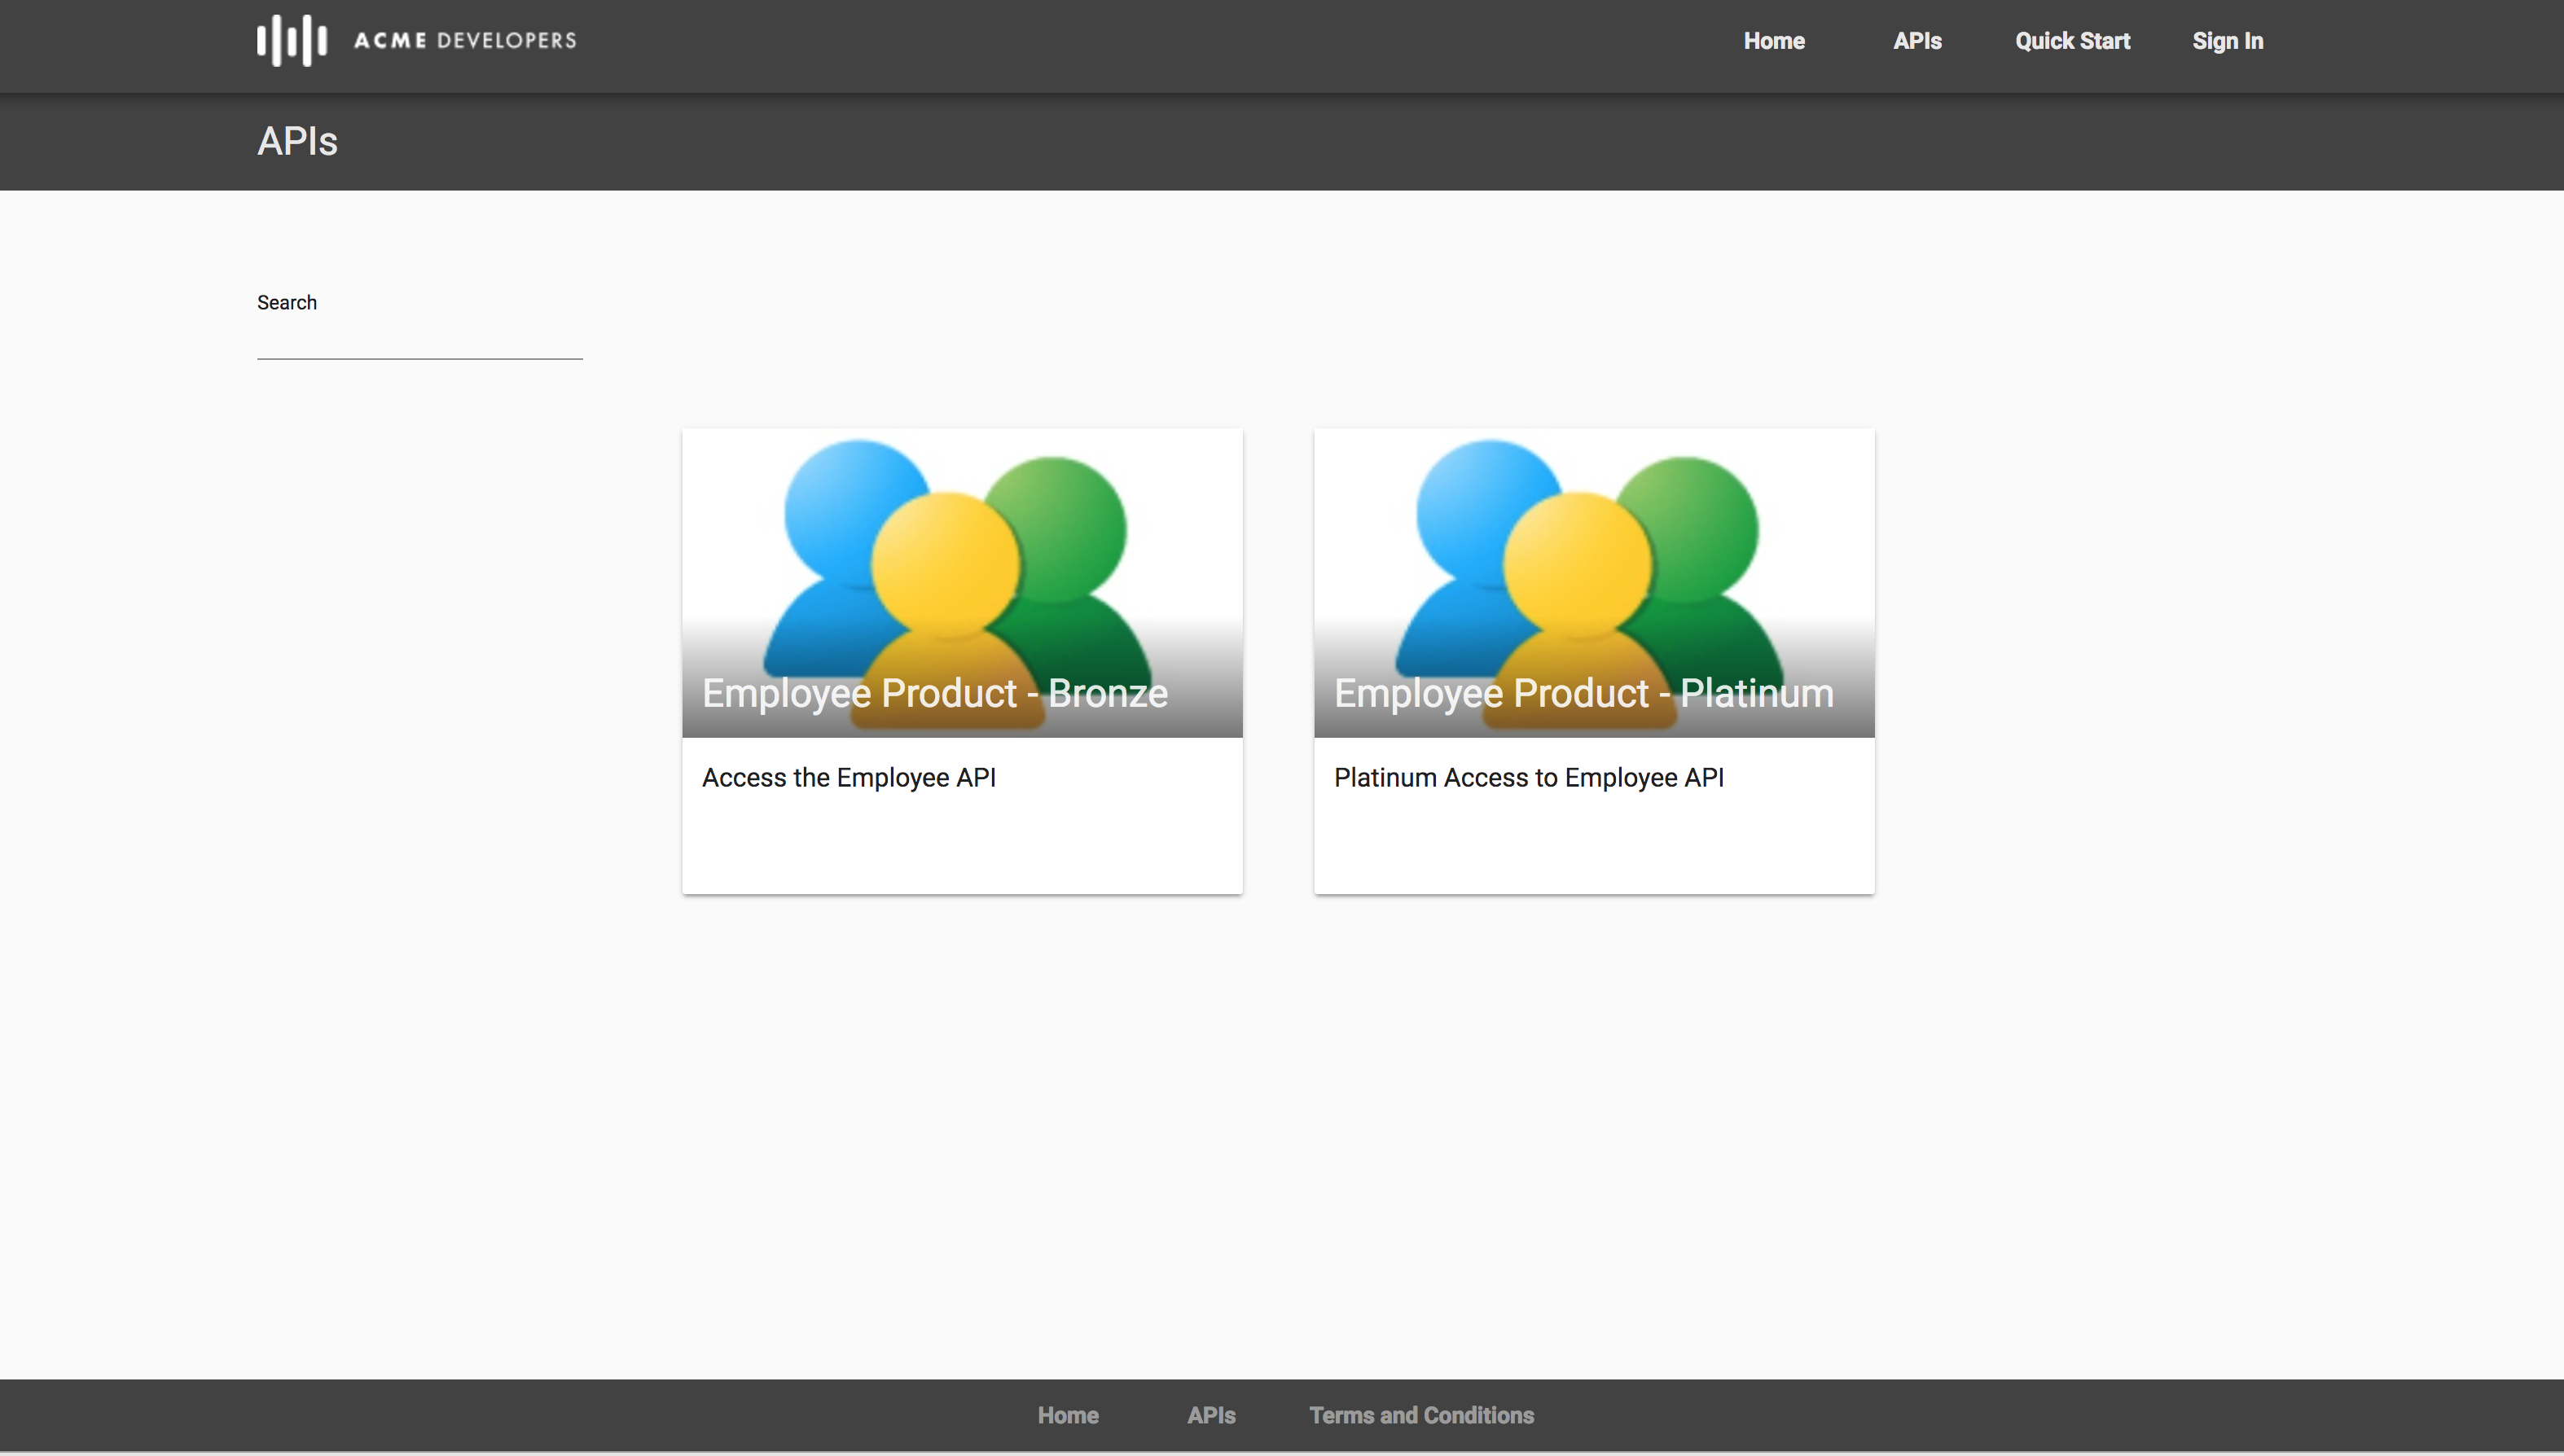 ACME DEVELOPERS
Home APIs Quick Start Sign In
APIs
Search
Employee Product - Bronze
Access the Employee API
Employee Product - Platinum
Platinum Access to Employee API
Home APIs Terms and Conditions